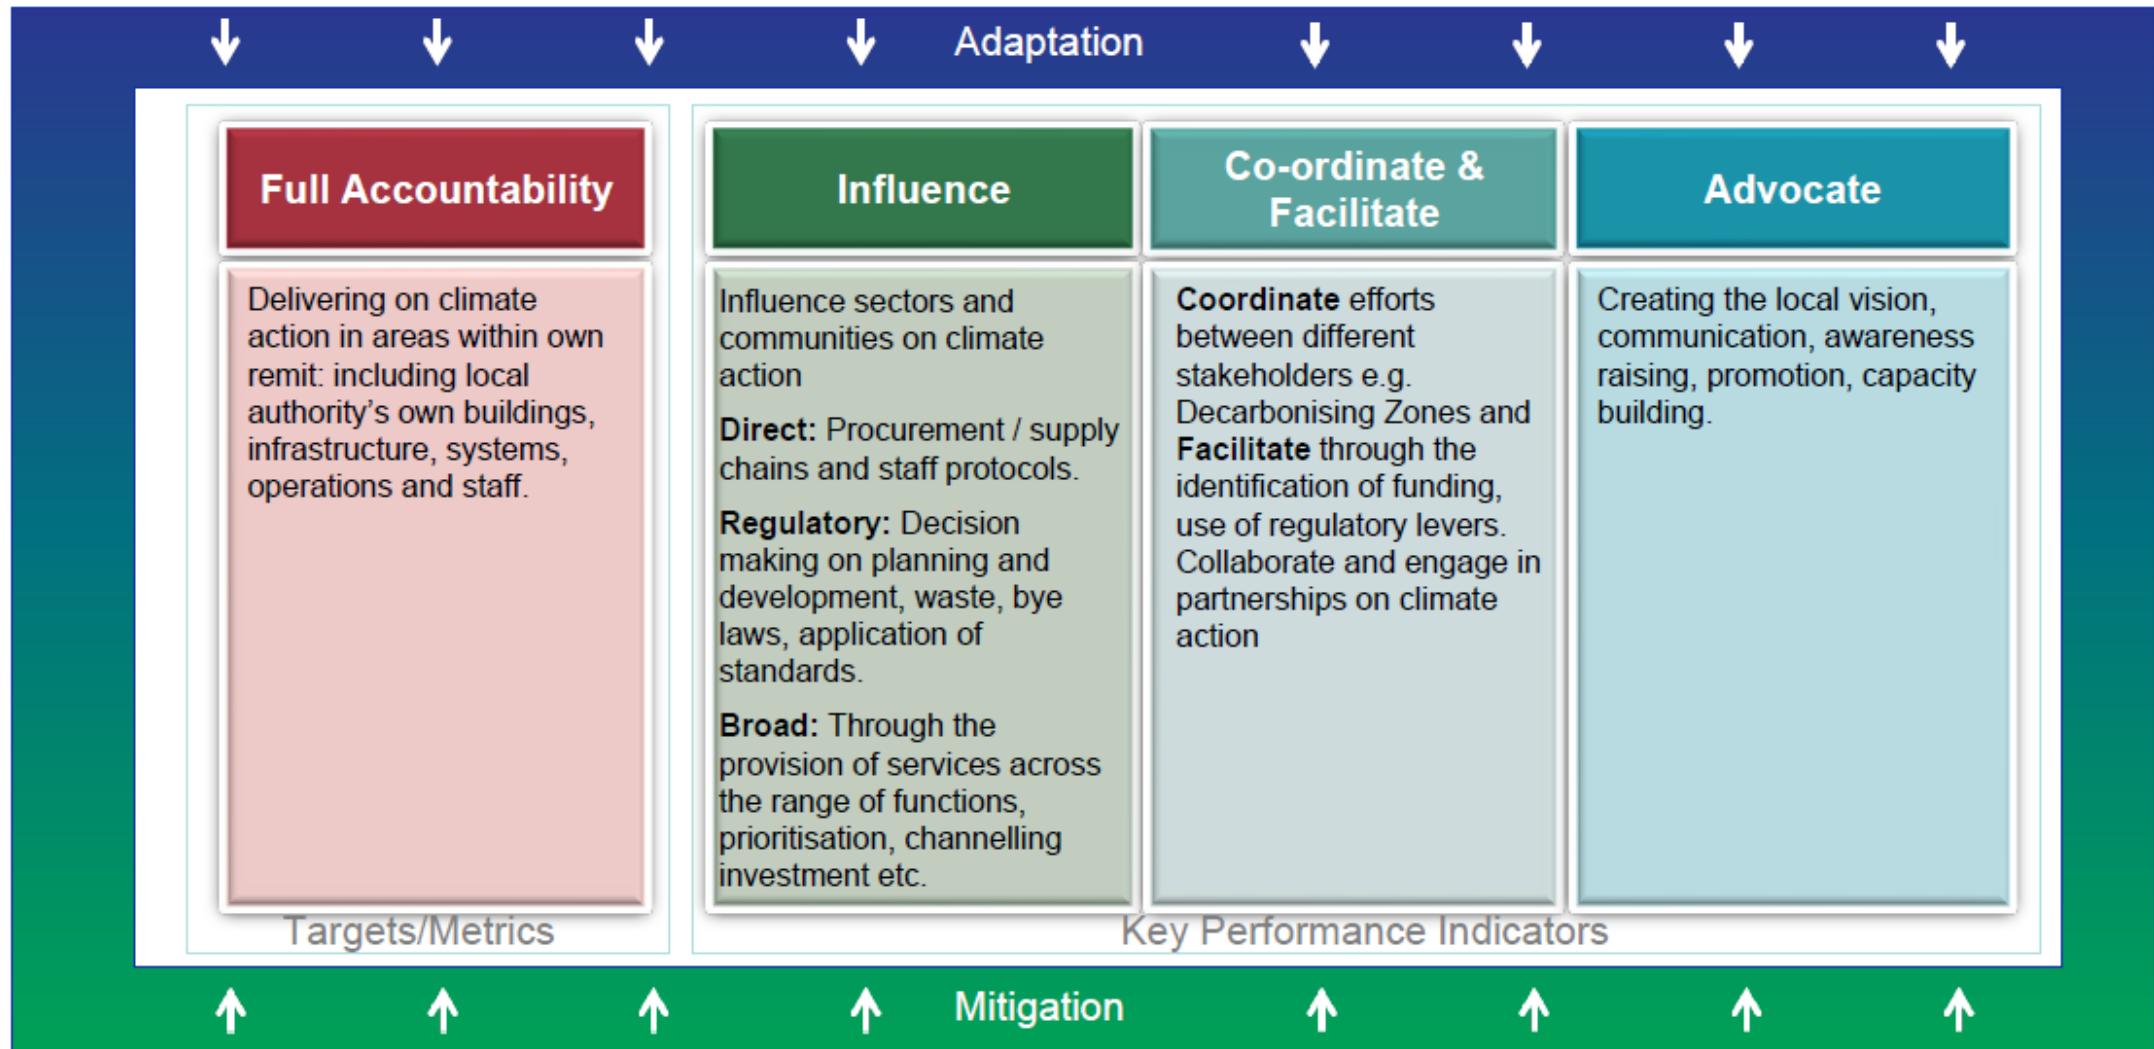 Adaptation
Full Accountability
Delivering on climate
action in areas within own
remit: including local
authority's own buildings,
infrastructure, systems,
operations and staff.
Targets/Metrics
Influence
Influence sectors and
communities on climate
action
Direct: Procurement / supply
chains and staff protocols.
Regulatory: Decision
making on planning and
development, waste, bye
laws, application of
standards.
Broad: Through the
provision of services across
the range of functions,
prioritisation, channelling
investment etc.
Co-ordinate &
Facilitate
Coordinate efforts
between different
stakeholders e.g.
Decarbonising Zones and
Facilitate through the
identification of funding,
use of regulatory levers.
Collaborate and engage in
partnerships on climate
action
Advocate
Creating the local vision,
communication, awareness
raising, promotion, capacity
building.
Key Performance Indicators
Mitigation